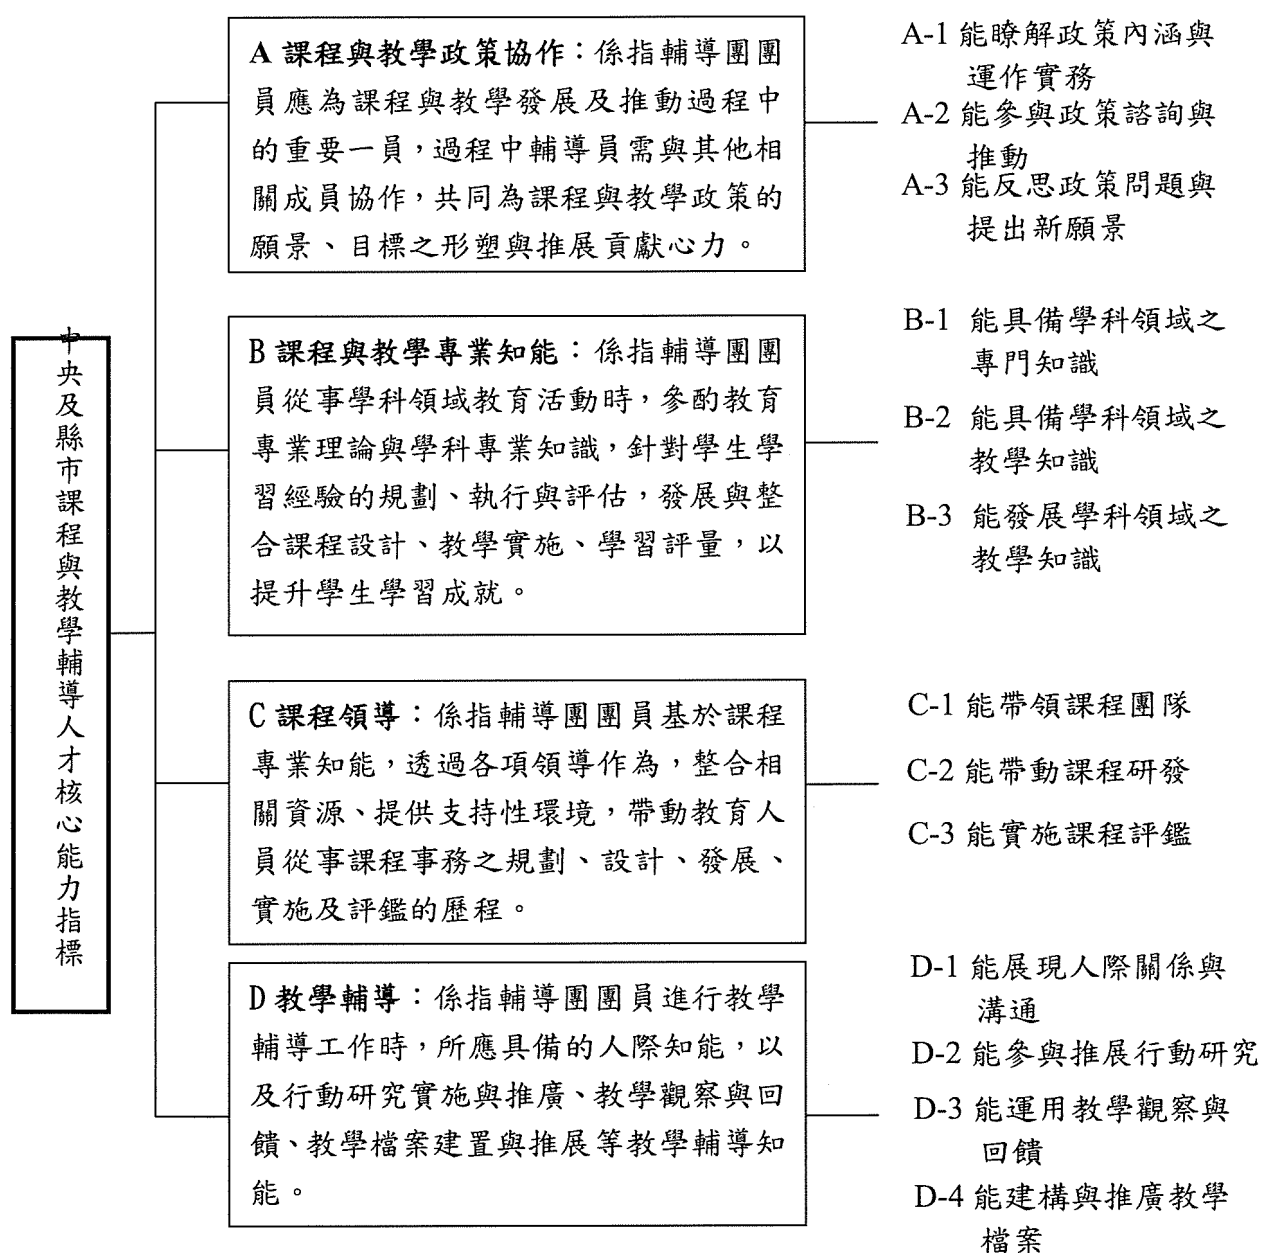 中央及縣市課程與教學輔導人才核心能力指標
A 課程與教學政策協作：係指輔導團團
員應為課程與教學發展及推動過程中
的重要一員，過程中輔導員需與其他相
關成員協作，共同為課程與教學政策的
願景、目標之形塑與推展貢獻心力。
A-1 能瞭解政策內涵與
運作實務
A-2 能參與政策諮詢與
推動
A-3 能反思政策問題與
提出新願景
B 課程與教學專業知能：係指輔導團團
員從事學科領域教育活動時，參酌教育
專業理論與學科專業知識，針對學生學
習經驗的規劃、執行與評估，發展與整
合課程設計、教學實施、學習評量，以
提升學生學習成就。
B-1 能具備學科領域之
專門知識
B-2 能具備學科領域之
教學知識
B-3 能發展學科領域之
教學知識
C 課程領導：係指輔導團團員基於課程
專業知能，透過各項領導作為，整合相
關資源、提供支持性環境，帶動教育人
員從事課程事務之規劃、設計、發展、
實施及評鑑的歷程。
C-1 能帶領課程團隊
C-2 能帶動課程研發
C-3 能實施課程評鑑
D 教學輔導：係指輔導團團員進行教學
輔導工作時，所應具備的人際知能，以
及行動研究實施與推廣、教學觀察與回
饋、教學檔案建置與推展等教學輔導知
能。
D-1 能展現人際關係與
溝通
D-2 能參與推展行動研究
D-3 能運用教學觀察與
回饋
D-4 能建構與推廣教學
檔案